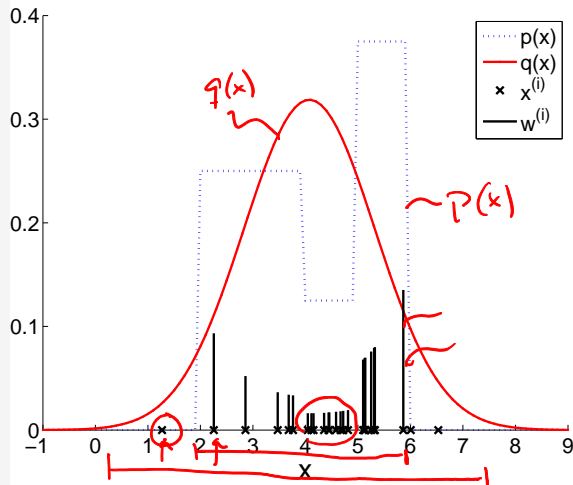 0.4
0.3
0.2
0.1
0
p(x)
q(x)
x(i)
w(i)
q(x)
p(x)
−1 0 1 2 3 4 5 6 7 8 9
x